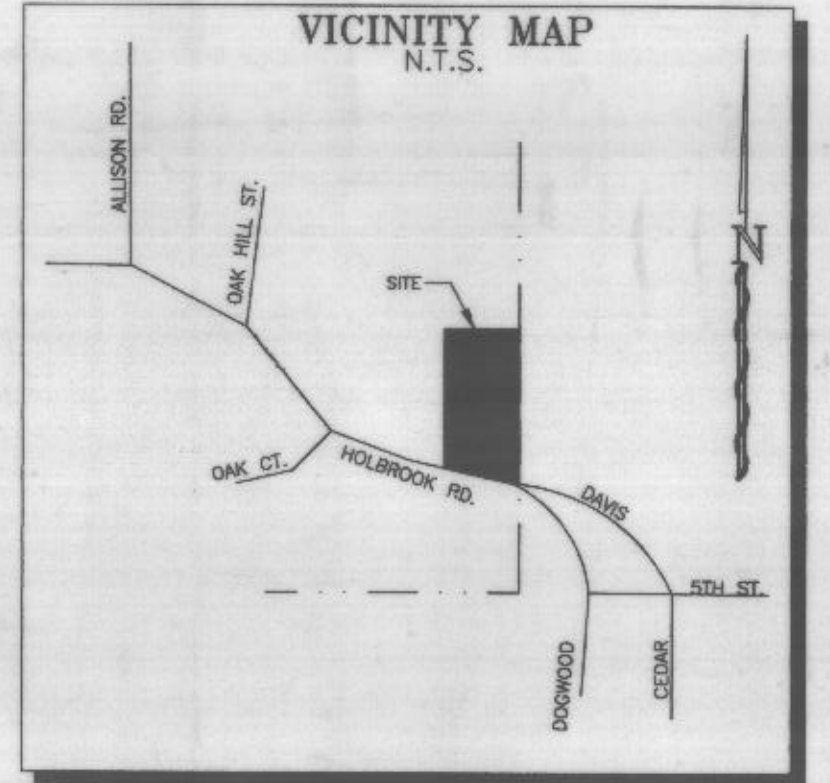 VICINITY MAP
N.T.S.
ALLISON RD.
OAK HILL ST.
N
SITE
OAK CT.
HOLBROOK RD.
DAVIS
5TH ST.
DOGWOOD
CEDAR